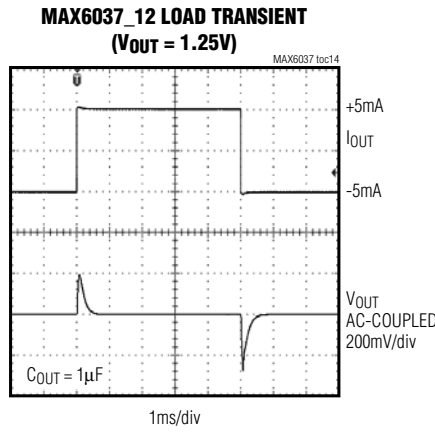 MAX6037_12 LOAD TRANSIENT
(VOUT = 1.25V)
MAX6037 toc14
+5mA
IOUT
-5mA
VOUT
AC-COUPLED
200mV/div
COUT = 1µF
1ms/div